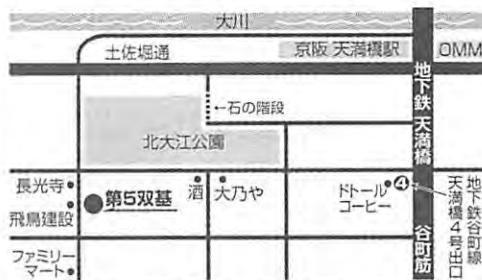 大川
土佐堀通
京阪 天満橋駅
OMM
←石の階段
地下鉄 天満橋
北大江公園
長光寺
第5双基
酒
大乃や
ドトール
コーヒー
④
地下鉄谷町線
天満橋4号出口
飛鳥建設
ファミリー
マート
谷町筋